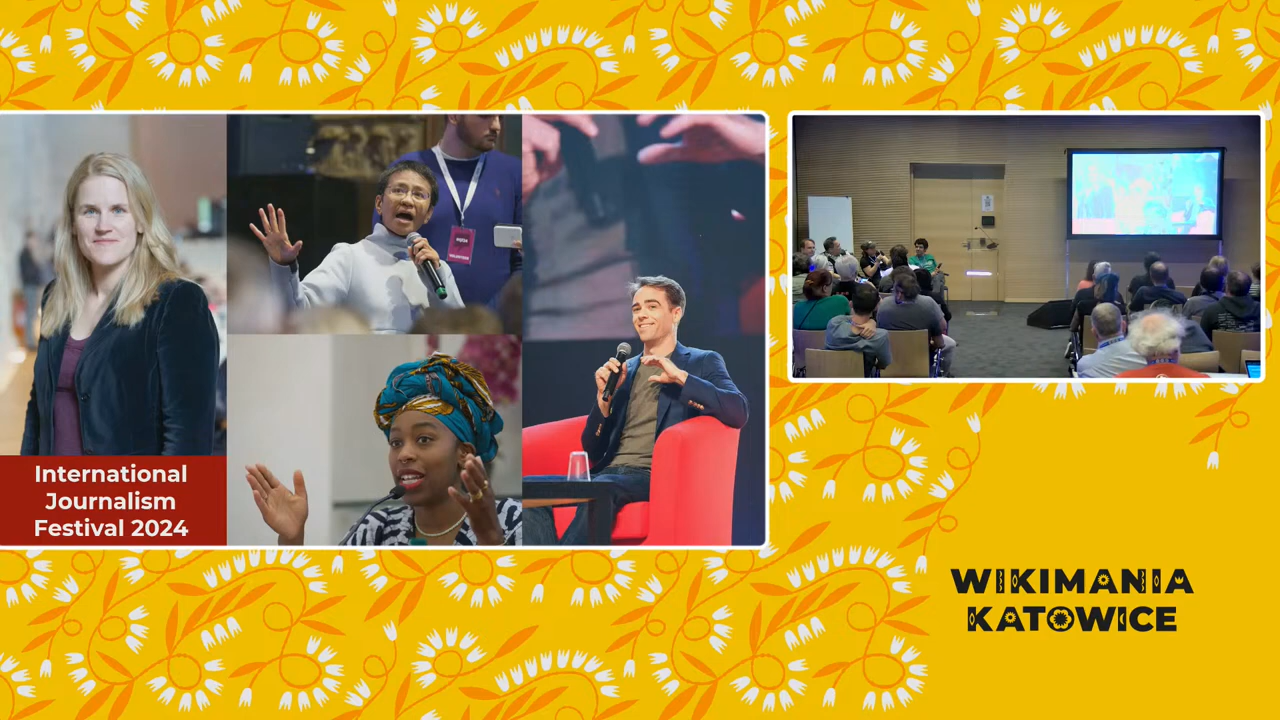 International
Journalism
Festival 2024
WIKIMANIA
KATOWICE